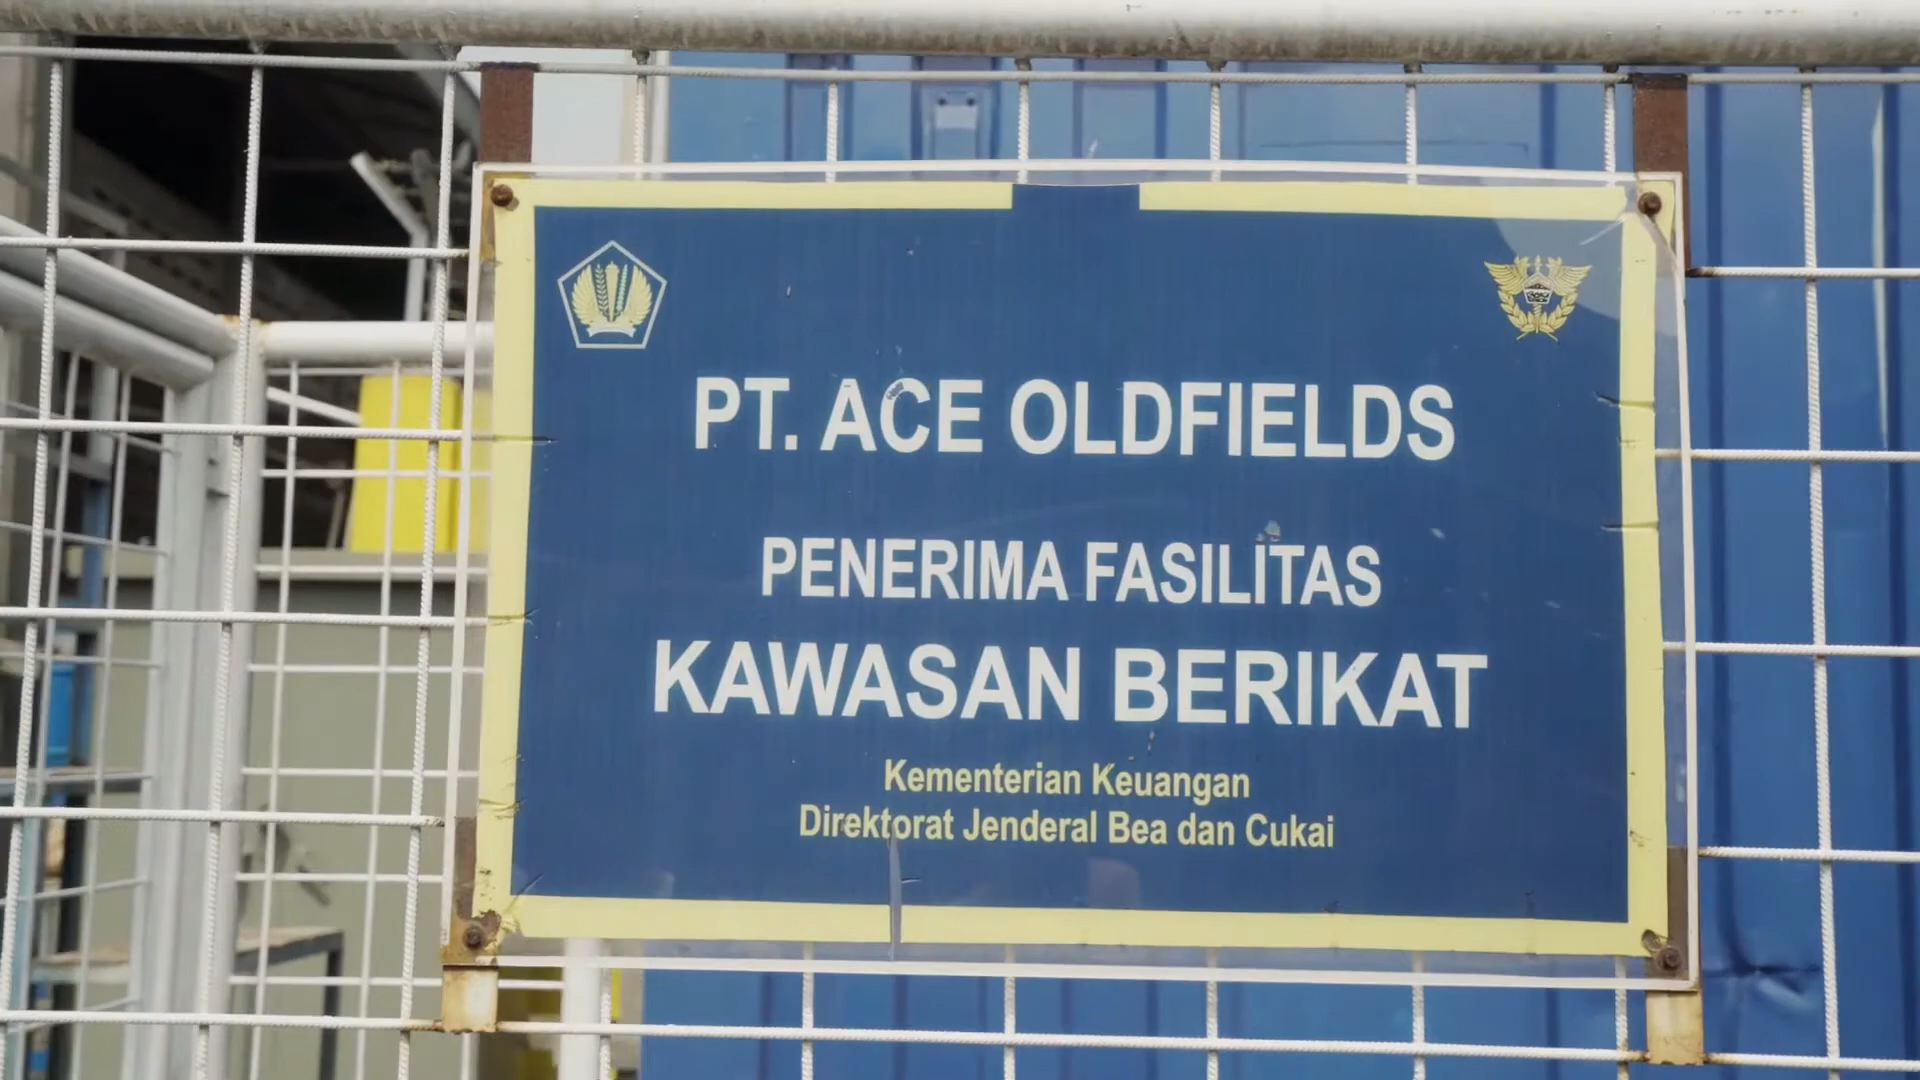 PT. ACE OLDFIELDS
PENERIMA FASILITAS
KAWASAN BERIKAT
Kementerian Keuangan
Direktorat Jenderal Bea dan Cukai